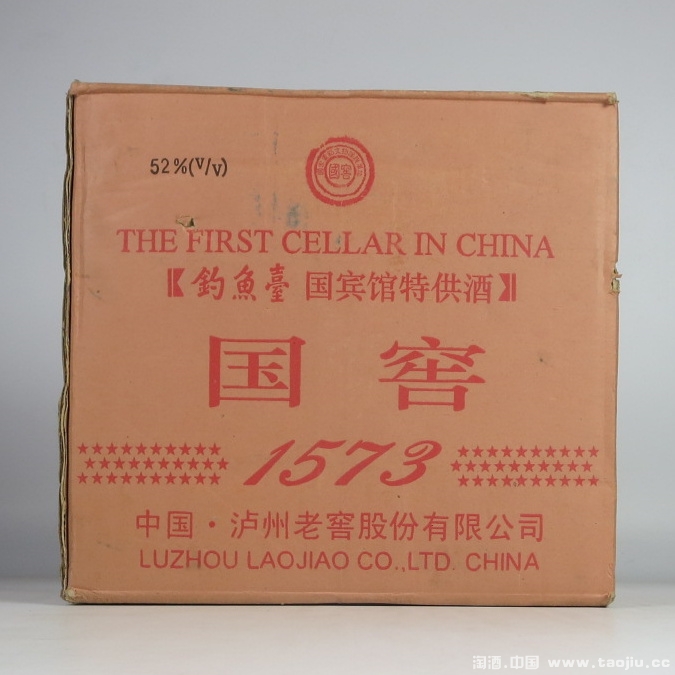 國窖
52%(V/V)
THE FIRST CELLAR IN CHINA
【釣魚臺 国宾馆特供酒】
国窖
1573
中国·泸州老窖股份有限公司
LUZHOU LAOJIAO CO.,LTD. CHINA
淘酒.中国 www.taojiu.cc